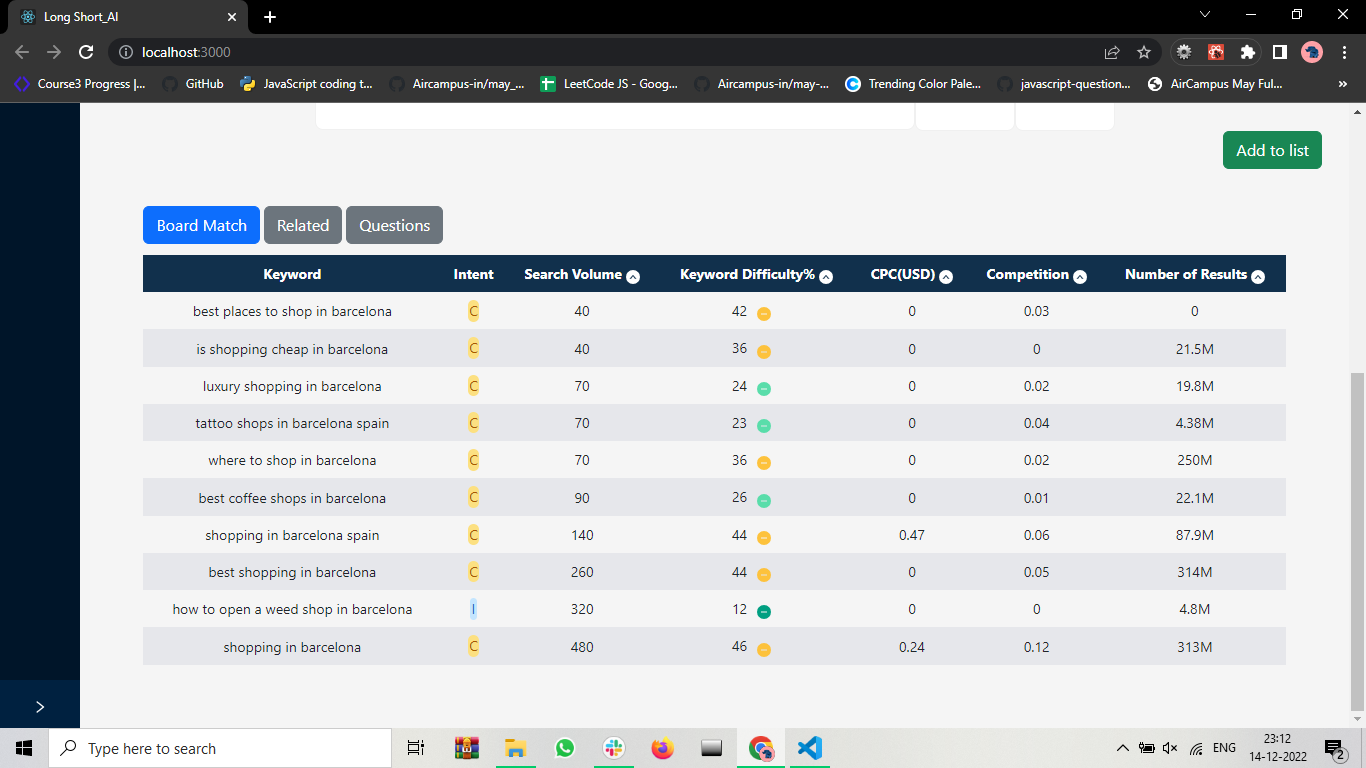 Long Short_AI
localhost:3000
Course3 Progress |... GitHub JavaScript coding t... Aircampus-in/may_... LeetCode JS - Goog... Aircampus-in/may-... Trending Color Pale... javascript-question... AirCampus May Ful... »
Add to list
Board Match Related Questions
Keyword Intent Search Volume Keyword Difficulty% CPC(USD) Competition Number of Results
best places to shop in barcelona C 40 42 0 0.03 0
is shopping cheap in barcelona C 40 36 0 0 21.5M
luxury shopping in barcelona C 70 24 0 0.02 19.8M
tattoo shops in barcelona spain C 70 23 0 0.04 4.38M
where to shop in barcelona C 70 36 0 0.02 250M
best coffee shops in barcelona C 90 26 0 0.01 22.1M
shopping in barcelona spain C 140 44 0.47 0.06 87.9M
best shopping in barcelona C 260 44 0 0.05 314M
how to open a weed shop in barcelona I 320 12 0 0 4.8M
shopping in barcelona C 480 46 0.24 0.12 313M
Type here to search
ENG
23:12
14-12-2022
2